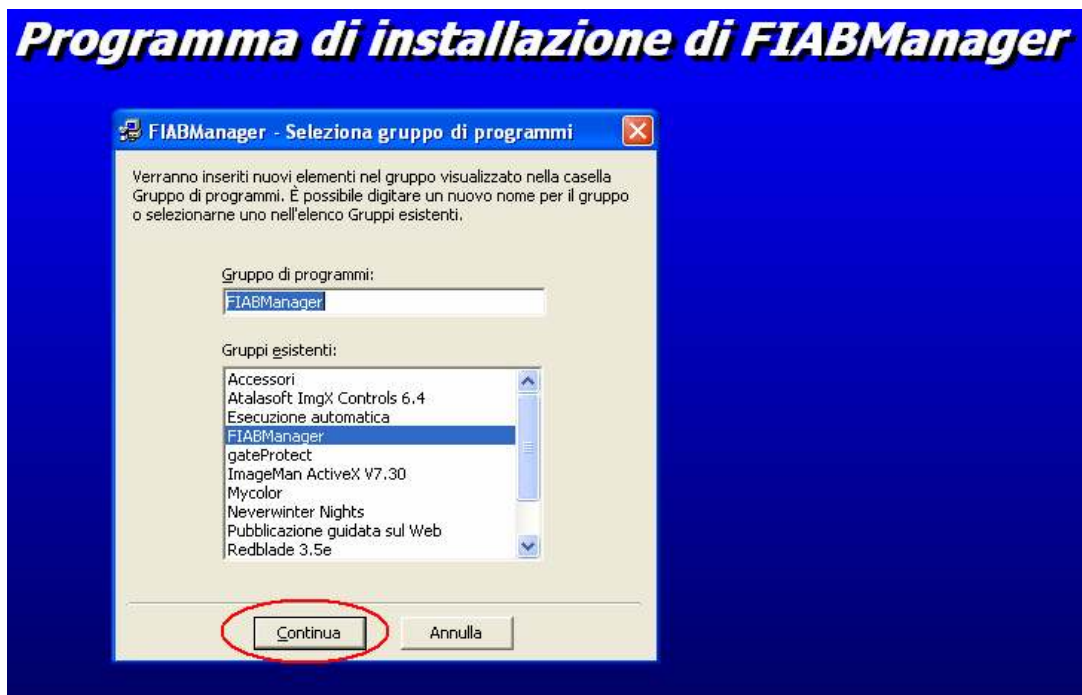 Programma di installazione di FIABManager
FIABManager - Seleziona gruppo di programmi
Verranno inseriti nuovi elementi nel gruppo visualizzato nella casella
Gruppo di programmi. È possibile digitare un nuovo nome per il gruppo
o selezionarne uno nell'elenco Gruppi esistenti.
Gruppo di programmi:
FIABManager
Gruppi esistenti:
Accessori
Atalasoft ImgX Controls 6.4
Esecuzione automatica
FIABManager
gateProtect
ImageMan ActiveX V7.30
Mycolor
Neverwinter Nights
Pubblicazione guidata sul Web
Redblade 3.5e
Continua Annulla